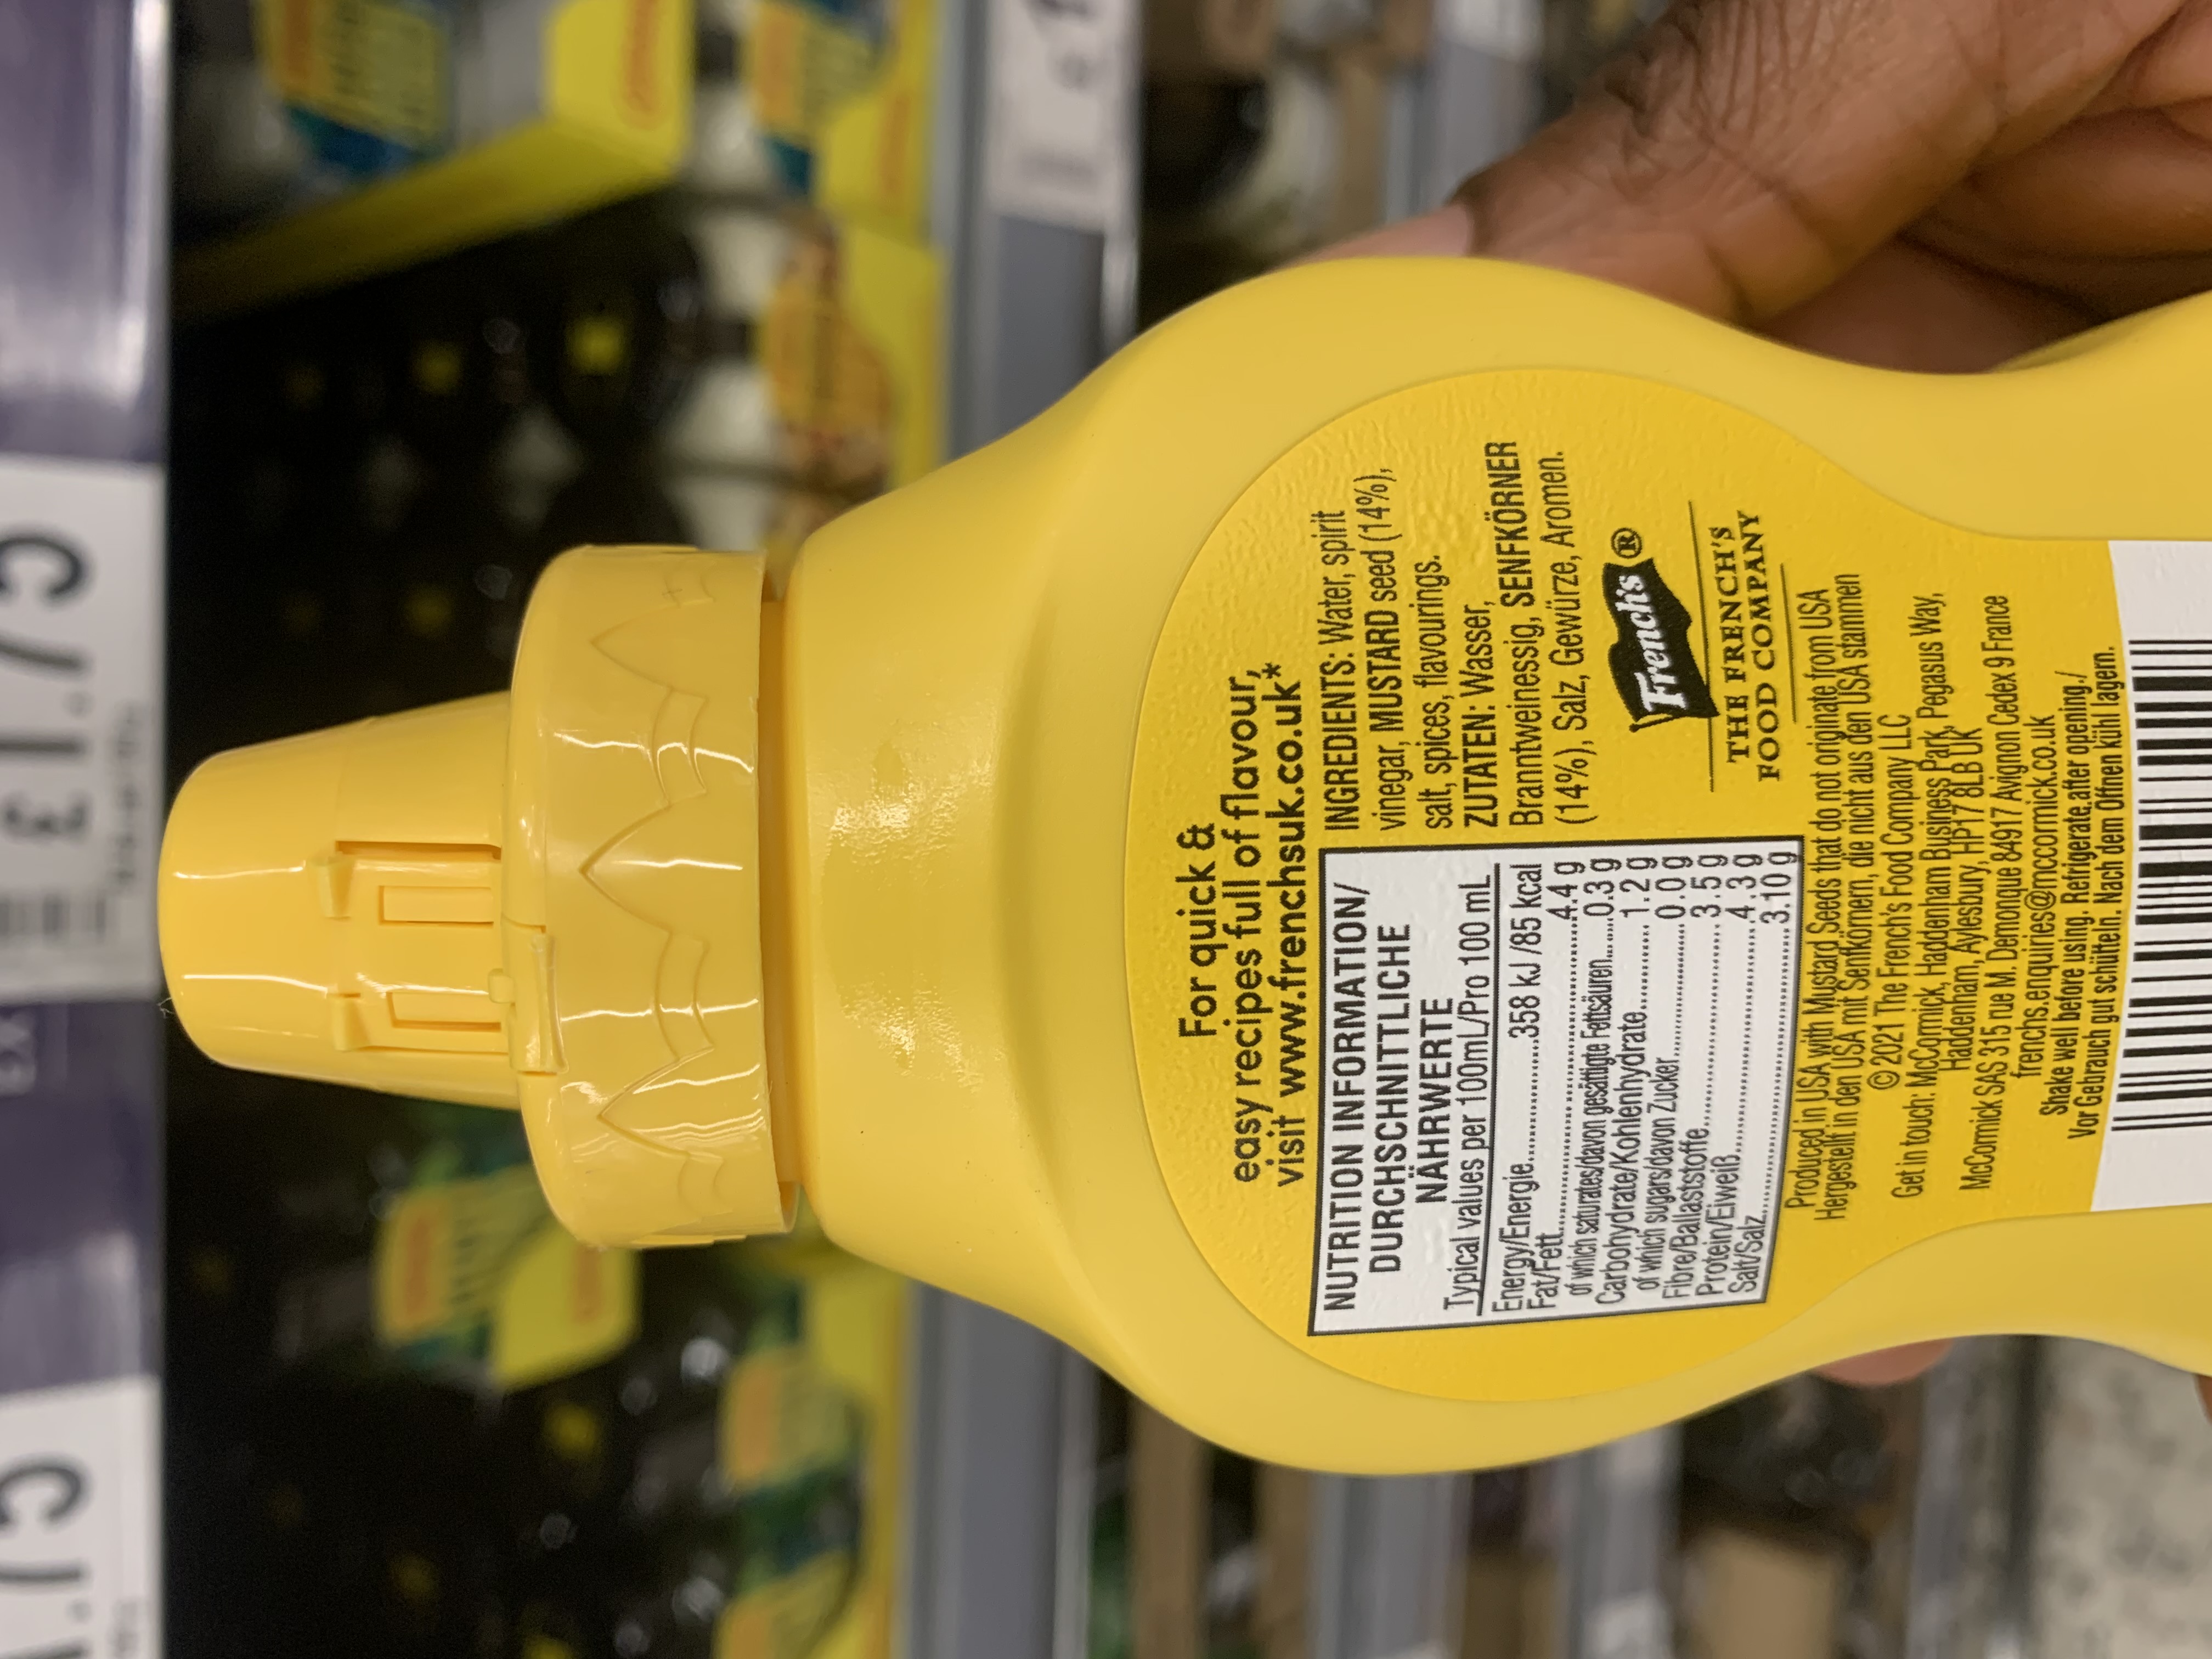 £1.75
For quick &
easy recipes full of flavour,
visit www.frenchsuk.co.uk*
NUTRITION INFORMATION/
DURCHSCHNITTLICHE
NÄHRWERTE
Typical values per 100mL/Pro 100 mL
Energy/Energie....................358 kJ /85 kcal
Fat/Fett..................................................4.4 g
of which saturates/davon gesättigte Fettsäuren.........0.3 g
Carbohydrate/Kohlenhydrate..............1.2 g
of which sugars/davon Zucker......................0.0 g
Fibre/Ballaststoffe.................................3.5 g
Protein/Eiweiß.....................................4.3 g
Salt/Salz..............................................3.10 g
INGREDIENTS: Water, spirit
vinegar, MUSTARD seed (14%),
salt, spices, flavourings.
ZUTATEN: Wasser,
Branntweinessig, SENFKÖRNER
(14%), Salz, Gewürze, Aromen.
French's ®
THE FRENCH'S
FOOD COMPANY
Produced in USA with Mustard Seeds that do not originate from USA
Hergestellt in den USA mit Senfkörnern, die nicht aus den USA stammen
© 2021 The French's Food Company LLC
Get in touch: McCormick, Haddenham Business Park, Pegasus Way,
Haddenham, Aylesbury, HP17 8LB UK
McCormick SAS 315 rue M. Demonque 84917 Avignon Cedex 9 France
frenchs.enquiries@mccormick.co.uk
Shake well before using. Refrigerate after opening./
Vor Gebrauch gut schütteln. Nach dem Öffnen kühl lagern.